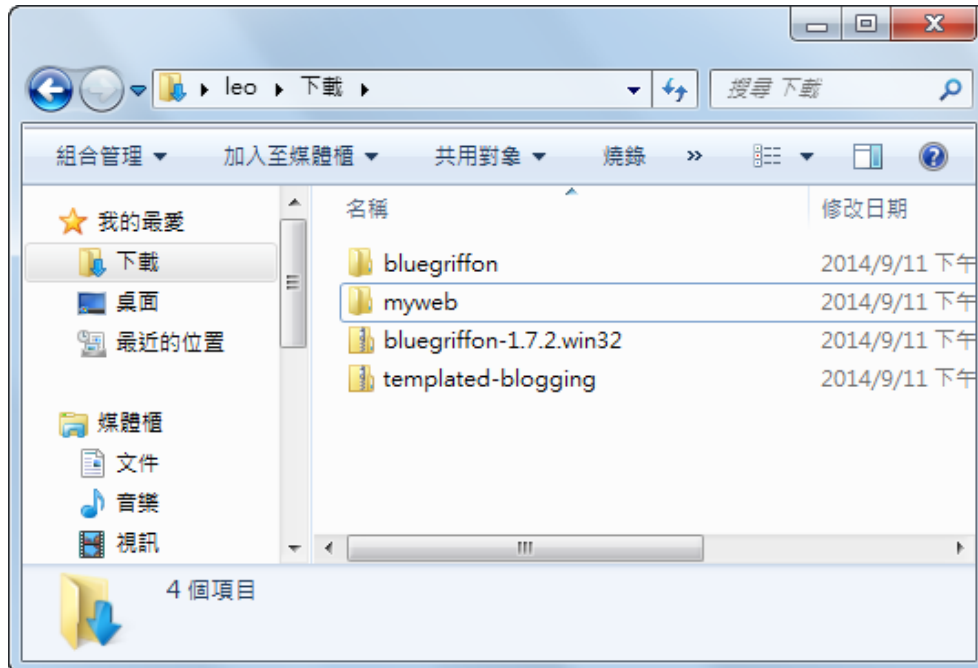 leo 下載 搜尋 下載
組合管理 加入至媒體櫃 共用對象 燒錄 »
名稱 修改日期
我的最愛
下載
桌面
最近的位置
媒體櫃
文件
音樂
視訊
bluegriffon 2014/9/11 下午
myweb 2014/9/11 下午
bluegriffon-1.7.2.win32 2014/9/11 下午
templated-blogging 2014/9/11 下午
4 個項目